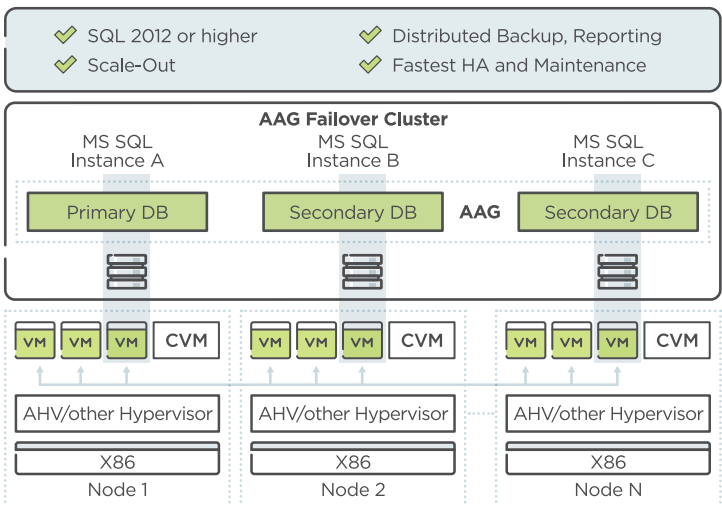 SQL 2012 or higher
Distributed Backup, Reporting
Scale-Out
Fastest HA and Maintenance
AAG Failover Cluster
MS SQL
Instance A
MS SQL
Instance B
MS SQL
Instance C
Primary DB
Secondary DB
AAG
Secondary DB
VM VM VM CVM
VM VM VM CVM
VM VM VM CVM
AHV/other Hypervisor
AHV/other Hypervisor
AHV/other Hypervisor
X86
X86
X86
Node 1
Node 2
Node N